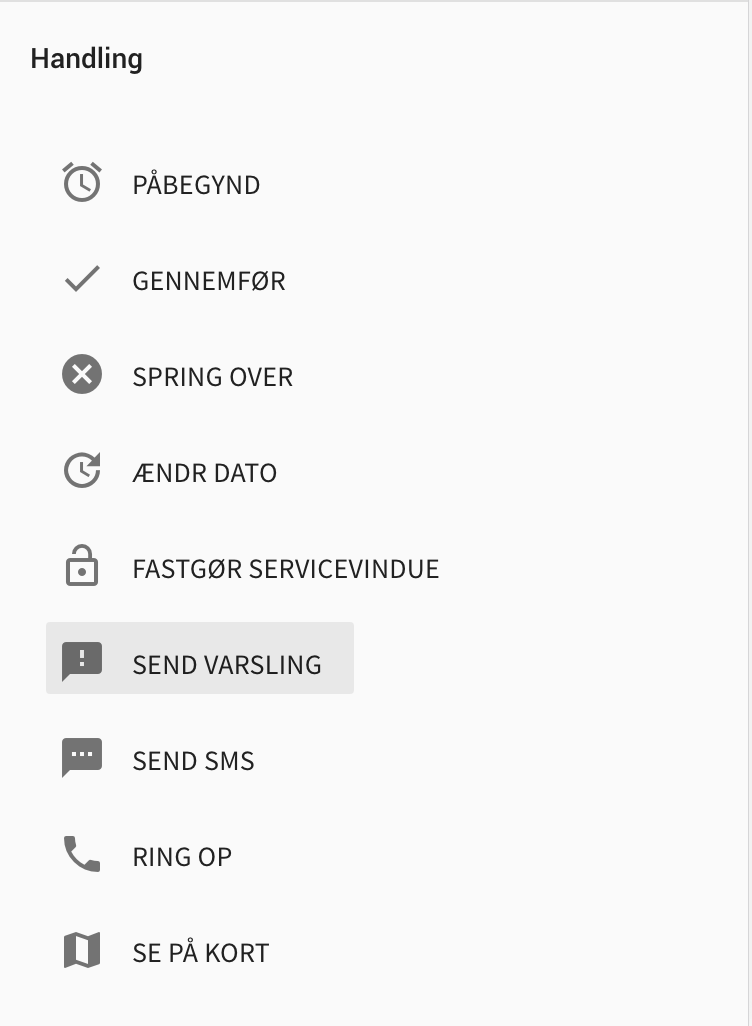 Handling
PÅBEGYND
GENNEMFØR
SPRING OVER
ÆNDR DATO
FASTGØR SERVICEVINDUE
SEND VARSLING
SEND SMS
RING OP
SE PÅ KORT